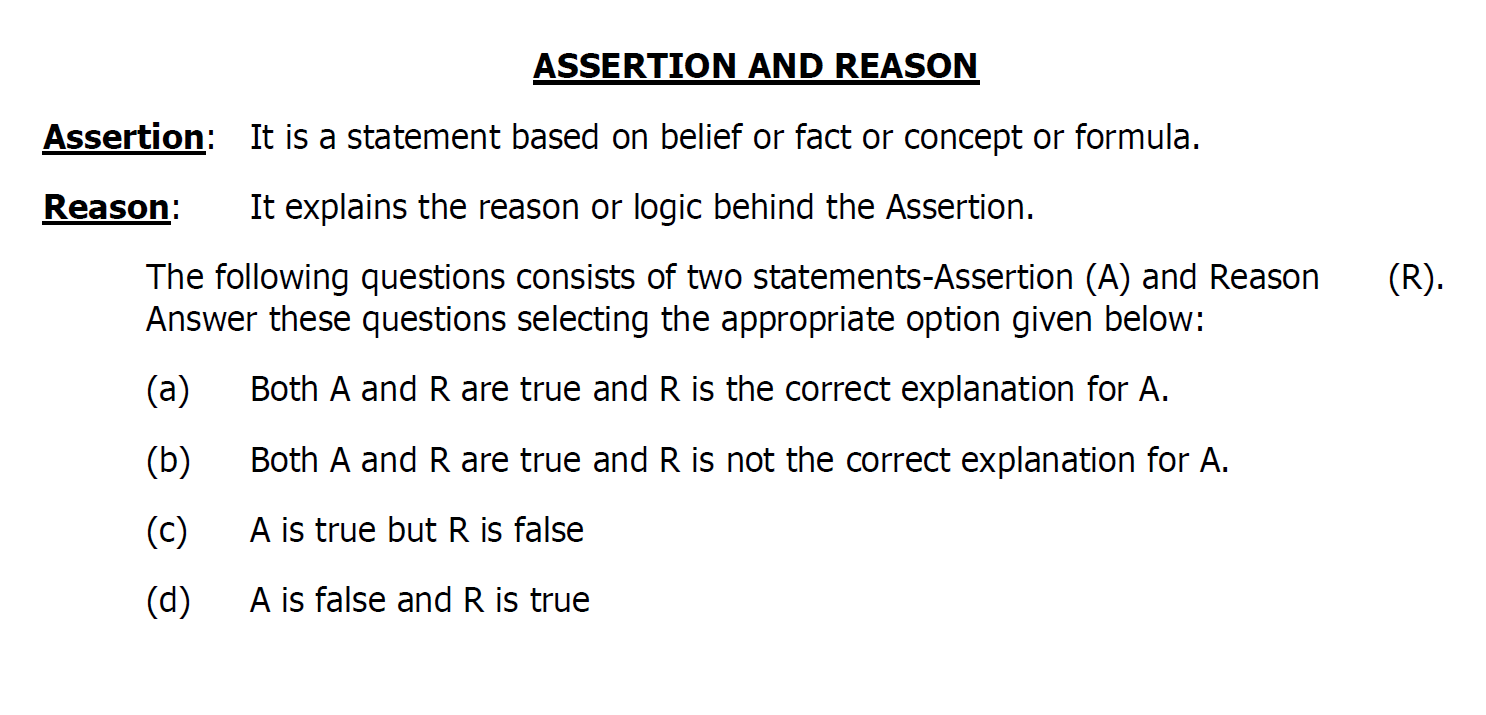 ASSERTION AND REASON
Assertion: It is a statement based on belief or fact or concept or formula.
Reason: It explains the reason or logic behind the Assertion.
The following questions consists of two statements-Assertion (A) and Reason (R).
Answer these questions selecting the appropriate option given below:
(a) Both A and R are true and R is the correct explanation for A.
(b) Both A and R are true and R is not the correct explanation for A.
(c) A is true but R is false
(d) A is false and R is true